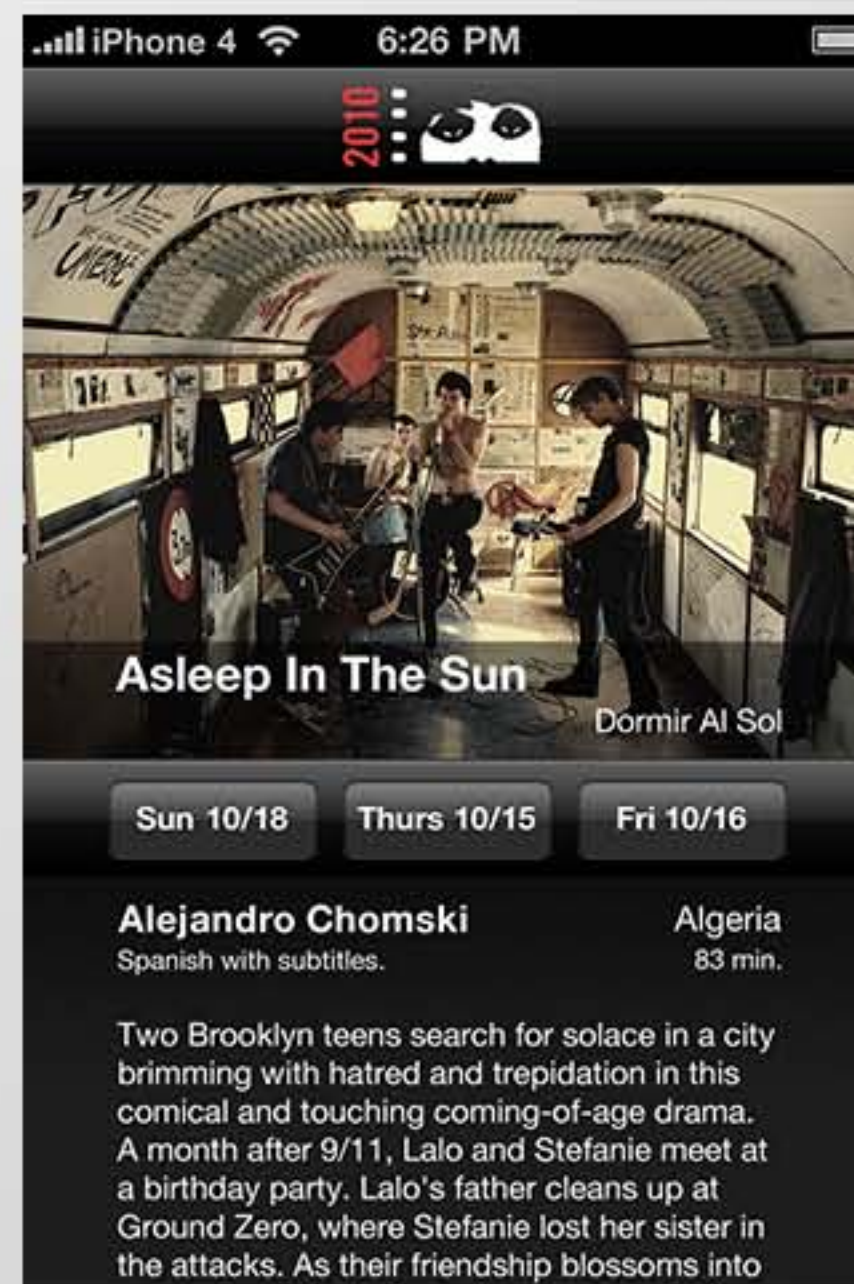 iPhone 4 6:26 PM
2010
UMERE
Asleep In The Sun
Dormir Al Sol
Sun 10/18 Thurs 10/15 Fri 10/16
Alejandro Chomski Algeria
Spanish with subtitles. 83 min.
Two Brooklyn teens search for solace in a city
brimming with hatred and trepidation in this
comical and touching coming-of-age drama.
A month after 9/11, Lalo and Stefanie meet at
a birthday party. Lalo's father cleans up at
Ground Zero, where Stefanie lost her sister in
the attacks. As their friendship blossoms into